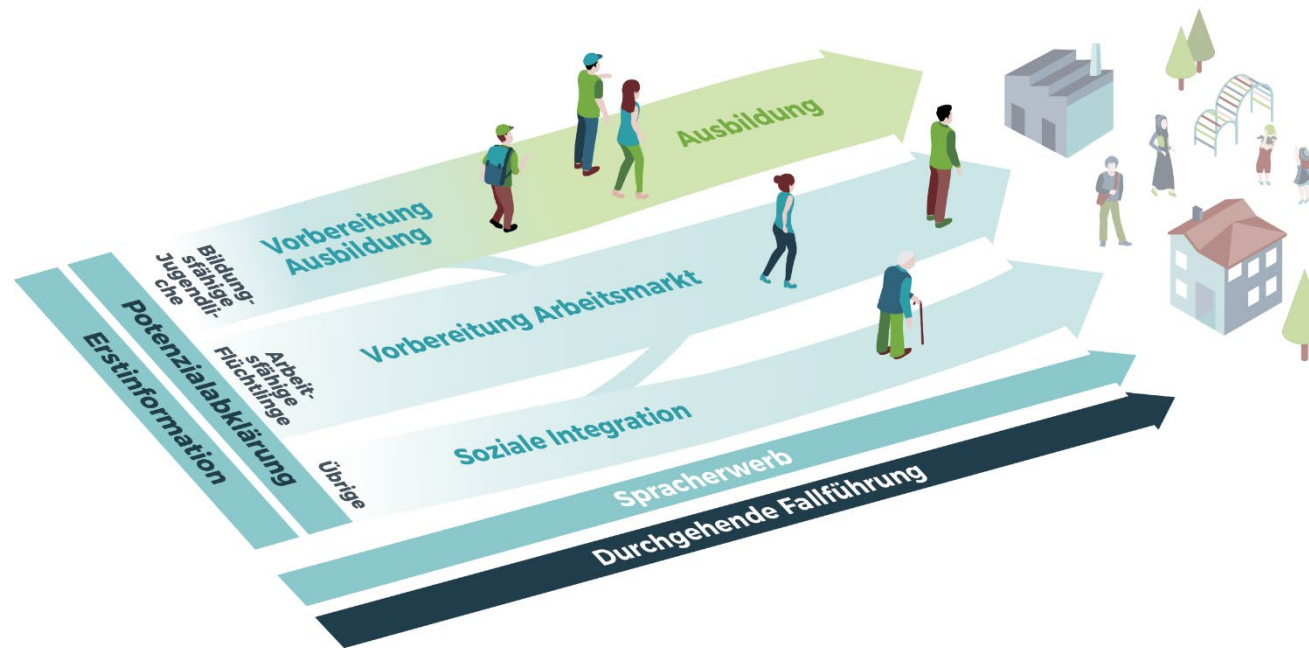 Erstinformation
Potenzialabklärung
Bildung-
sfähige
Jugendli-
che
Vorbereitung
Ausbildung
Ausbildung
Arbeit-
sfähige
Flüchtlinge
Vorbereitung Arbeitsmarkt
Übrige
Soziale Integration
Spracherwerb
Durchgehende Fallführung